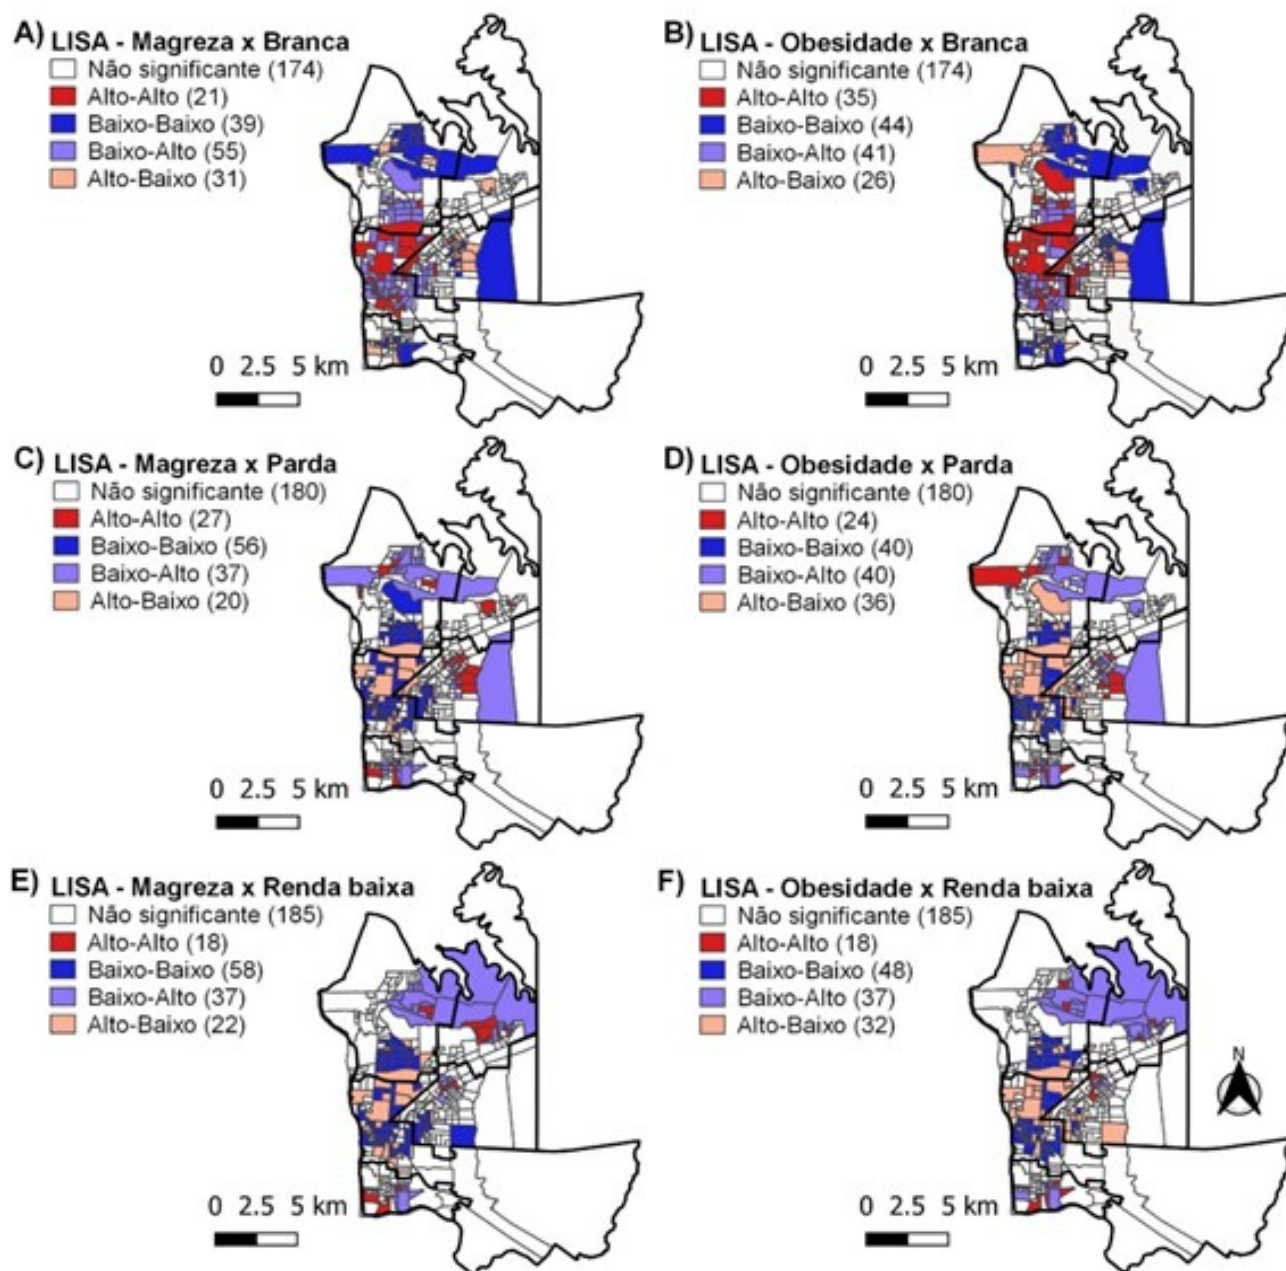 A) LISA - Magreza x Branca
Não significante (174)
Alto-Alto (21)
Baixo-Baixo (39)
Baixo-Alto (55)
Alto-Baixo (31)
0 2.5 5 km
B) LISA - Obesidade x Branca
Não significante (174)
Alto-Alto (35)
Baixo-Baixo (44)
Baixo-Alto (41)
Alto-Baixo (26)
0 2.5 5 km
C) LISA - Magreza x Parda
Não significante (180)
Alto-Alto (27)
Baixo-Baixo (56)
Baixo-Alto (37)
Alto-Baixo (20)
0 2.5 5 km
D) LISA - Obesidade x Parda
Não significante (180)
Alto-Alto (24)
Baixo-Baixo (40)
Baixo-Alto (40)
Alto-Baixo (36)
0 2.5 5 km
E) LISA - Magreza x Renda baixa
Não significante (185)
Alto-Alto (18)
Baixo-Baixo (58)
Baixo-Alto (37)
Alto-Baixo (22)
0 2.5 5 km
F) LISA - Obesidade x Renda baixa
Não significante (185)
Alto-Alto (18)
Baixo-Baixo (48)
Baixo-Alto (37)
Alto-Baixo (32)
N
0 2.5 5 km